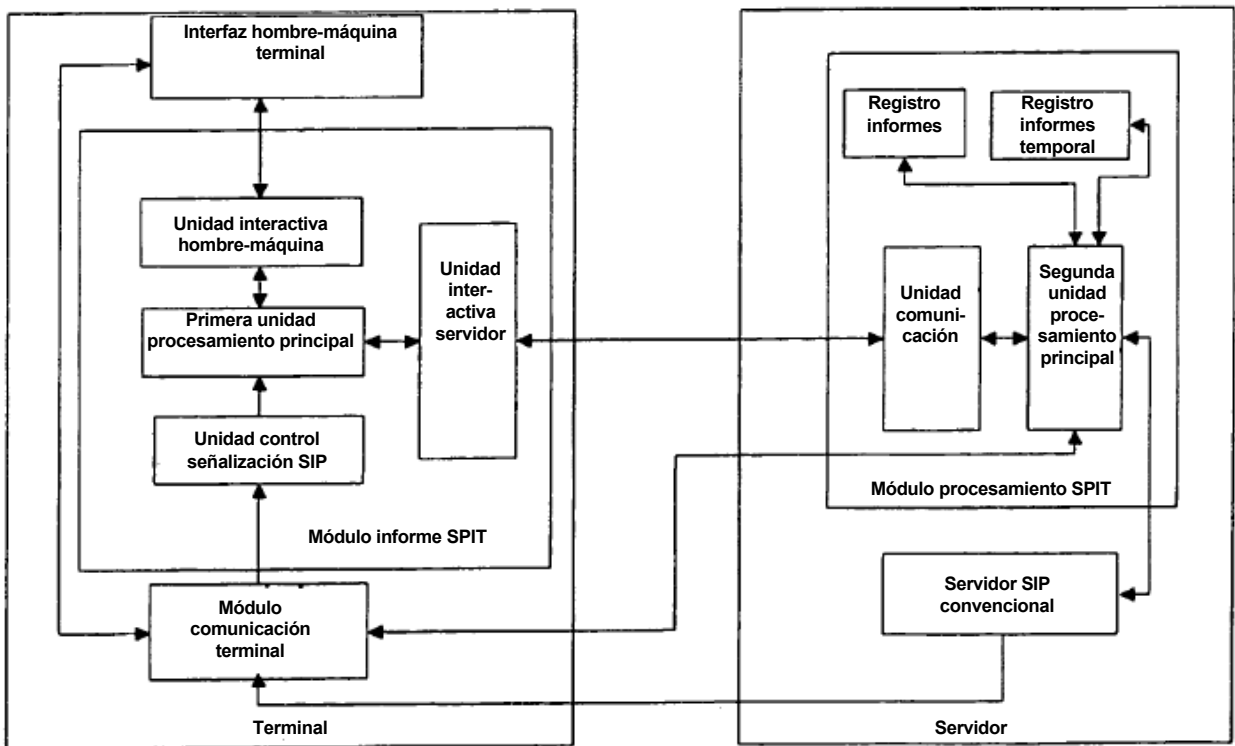 Interfaz hombre-máquina
terminal
Unidad interactiva
hombre-máquina
Primera unidad
procesamiento principal
Unidad control
señalización SIP
Unidad
inter-
activa
servidor
Módulo informe SPIT
Módulo
comunicación
terminal
Terminal
Registro
informes
Registro
informes
temporal
Unidad
comuni-
cación
Segunda
unidad
proce-
samiento
principal
Módulo procesamiento SPIT
Servidor SIP
convencional
Servidor